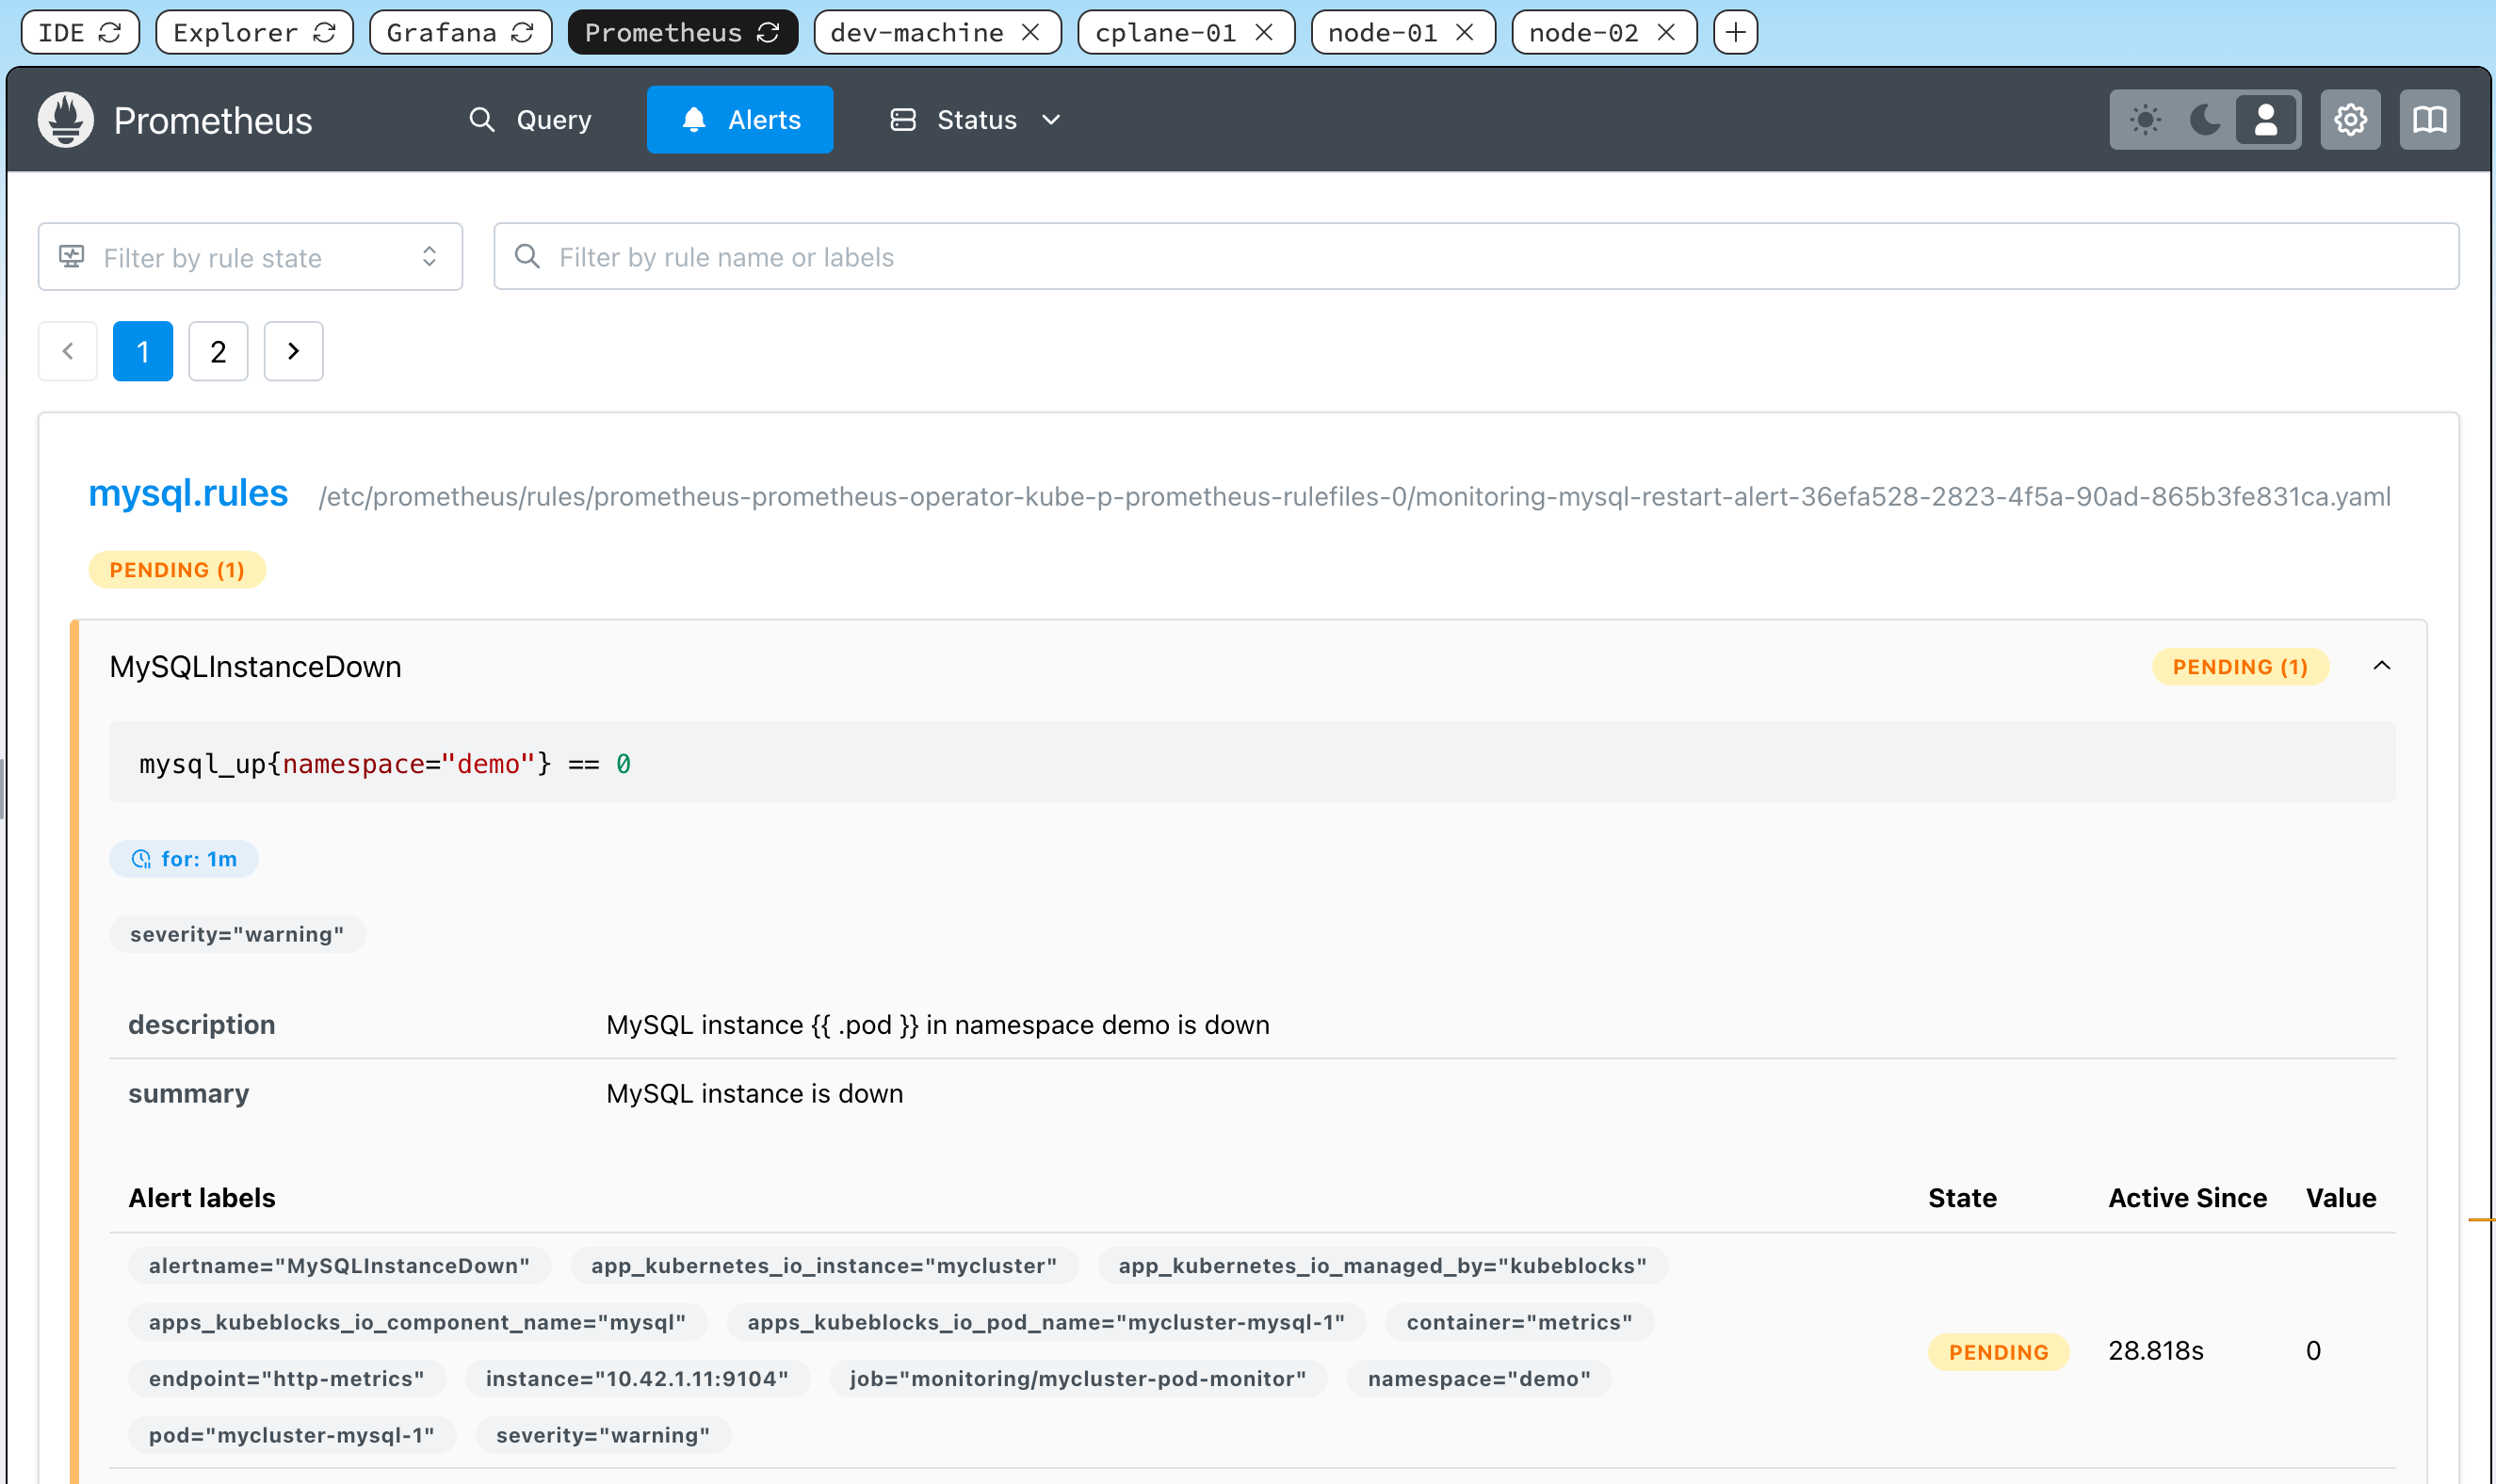 IDE Explorer Grafana Prometheus dev-machine cplane-01 node-01 node-02
Prometheus Query Alerts Status
Filter by rule state Filter by rule name or labels
1 2
mysql.rules /etc/prometheus/rules/prometheus-prometheus-operator-kube-p-prometheus-rulefiles-0/monitoring-mysql-restart-alert-36efa528-2823-4f5a-90ad-865b3fe831ca.yaml
PENDING (1)
MySQLInstanceDown PENDING (1)
mysql_up{namespace="demo"} == 0
for: 1m
severity="warning"
description MySQL instance {{ .pod }} in namespace demo is down
summary MySQL instance is down
Alert labels State Active Since Value
alertname="MySQLInstanceDown" app_kubernetes_io_instance="mycluster" app_kubernetes_io_managed_by="kubeblocks"
apps_kubeblocks_io_component_name="mysql" apps_kubeblocks_io_pod_name="mycluster-mysql-1" container="metrics"
PENDING 28.818s 0
endpoint="http-metrics" instance="10.42.1.11:9104" job="monitoring/mycluster-pod-monitor" namespace="demo"
pod="mycluster-mysql-1" severity="warning"